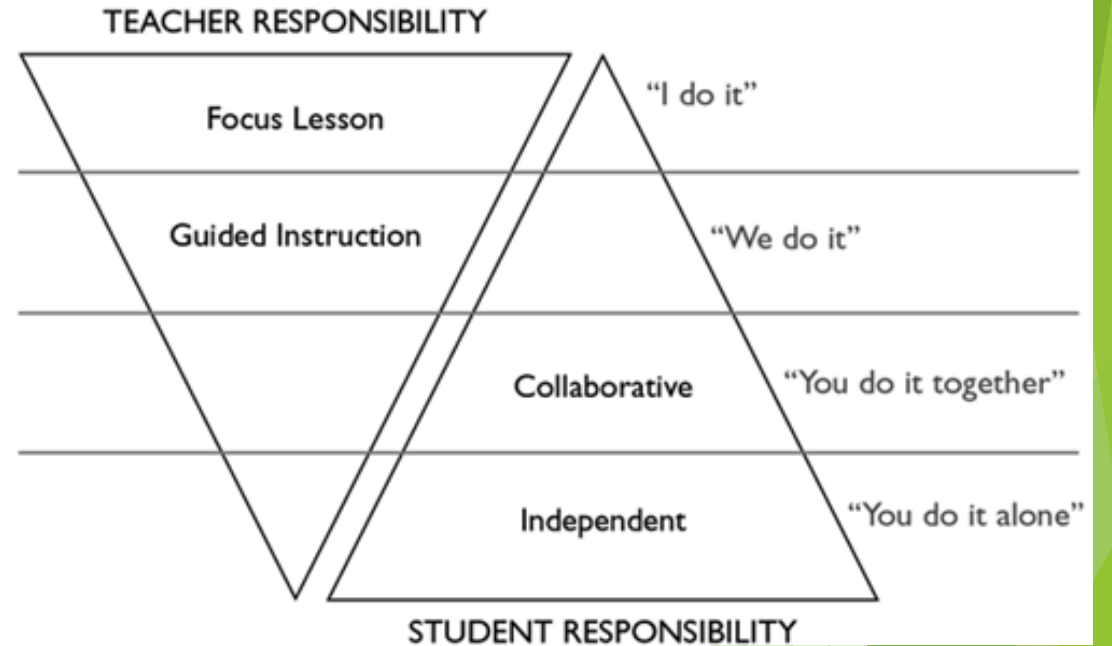 TEACHER RESPONSIBILITY
“I do it”
Focus Lesson
Guided Instruction
“We do it”
Collaborative
“You do it together”
Independent
“You do it alone”
STUDENT RESPONSIBILITY